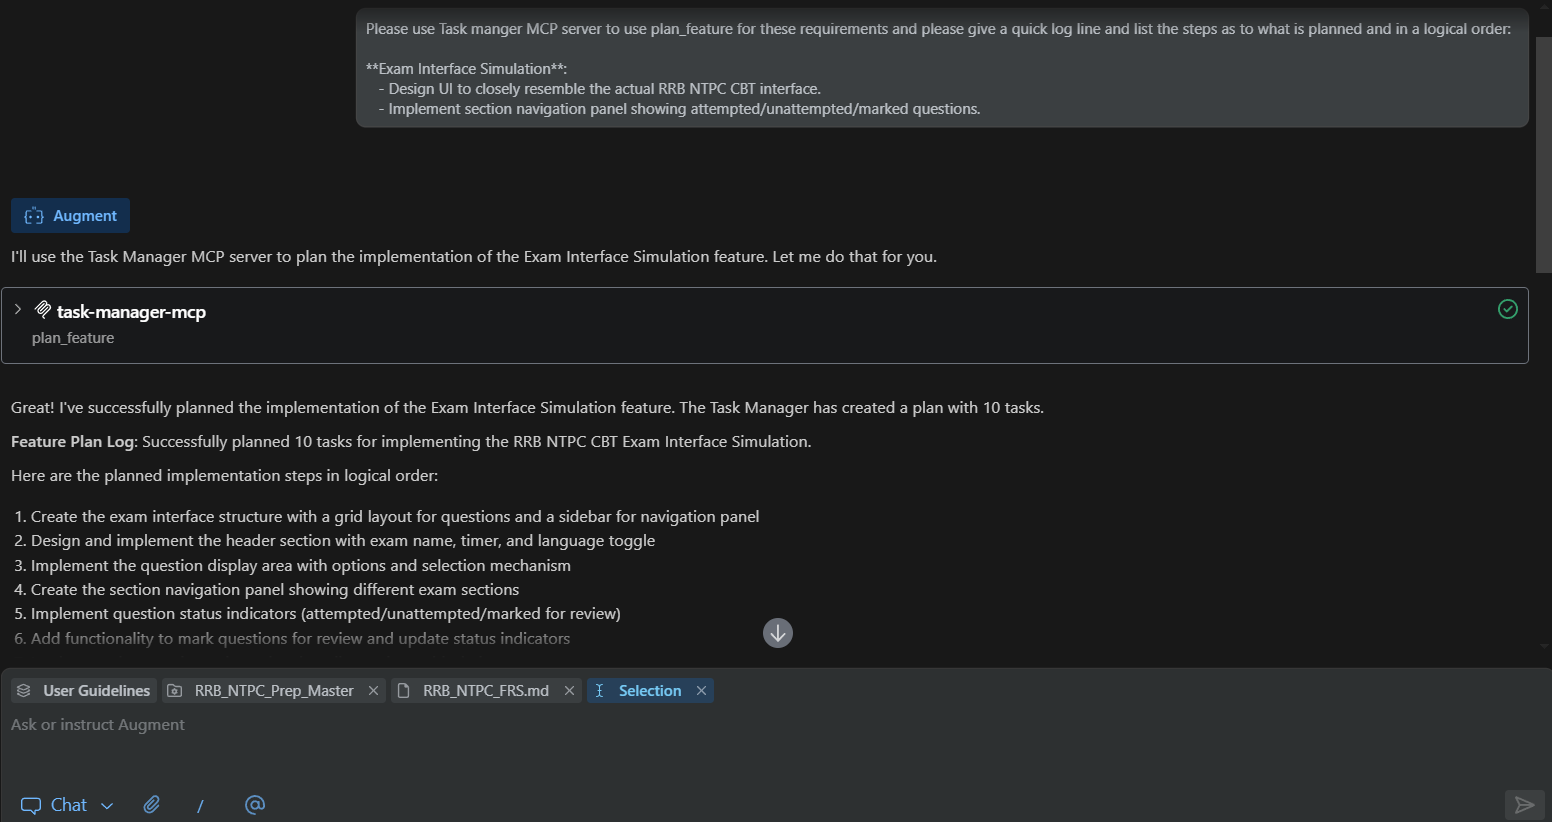 Please use Task manger MCP server to use plan_feature for these requirements and please give a quick log line and list the steps as to what is planned and in a logical order:
**Exam Interface Simulation**:
- Design UI to closely resemble the actual RRB NTPC CBT interface.
- Implement section navigation panel showing attempted/unattempted/marked questions.
Augment
I'll use the Task Manager MCP server to plan the implementation of the Exam Interface Simulation feature. Let me do that for you.
task-manager-mcp
plan_feature
Great! I've successfully planned the implementation of the Exam Interface Simulation feature. The Task Manager has created a plan with 10 tasks.
Feature Plan Log: Successfully planned 10 tasks for implementing the RRB NTPC CBT Exam Interface Simulation.
Here are the planned implementation steps in logical order:
1. Create the exam interface structure with a grid layout for questions and a sidebar for navigation panel
2. Design and implement the header section with exam name, timer, and language toggle
3. Implement the question display area with options and selection mechanism
4. Create the section navigation panel showing different exam sections
5. Implement question status indicators (attempted/unattempted/marked for review)
6. Add functionality to mark questions for review and update status indicators
User Guidelines RRB_NTPC_Prep_Master × RRB_NTPC_FRS.md × Selection ×
Ask or instruct Augment
Chat / @